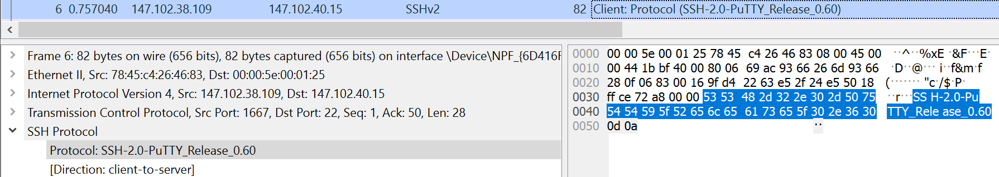 6 0.757040 147.102.38.109 147.102.40.15 SSHv2 82 Client: Protocol (SSH-2.0-PuTTY_Release_0.60)
Frame 6: 82 bytes on wire (656 bits), 82 bytes captured (656 bits) on interface \Device\NPF_{6D416F
Ethernet II, Src: 78:45:c4:26:46:83, Dst: 00:00:5e:00:01:25
Internet Protocol Version 4, Src: 147.102.38.109, Dst: 147.102.40.15
Transmission Control Protocol, Src Port: 1667, Dst Port: 22, Seq: 1, Ack: 50, Len: 28
SSH Protocol
Protocol: SSH-2.0-PuTTY_Release_0.60
[Direction: client-to-server]
0000 00 00 5e 00 01 25 78 45 c4 26 46 83 08 00 45 00 ··^··%xE ·&F···E·
0010 00 44 1b bf 40 00 80 06 69 ac 93 66 26 6d 93 66 ·D··@··· i··f&m·f
0020 28 0f 06 83 00 16 9f d4 22 63 e5 2f 24 e5 50 18 (······· "c·/$·P·
0030 ff ce 72 a8 00 00 53 53 48 2d 32 2e 30 2d 50 75 ··r···SS H-2.0-Pu
0040 54 54 59 5f 52 65 6c 65 61 73 65 5f 30 2e 36 30 TTY_Rele ase_0.60
0050 0d 0a ··